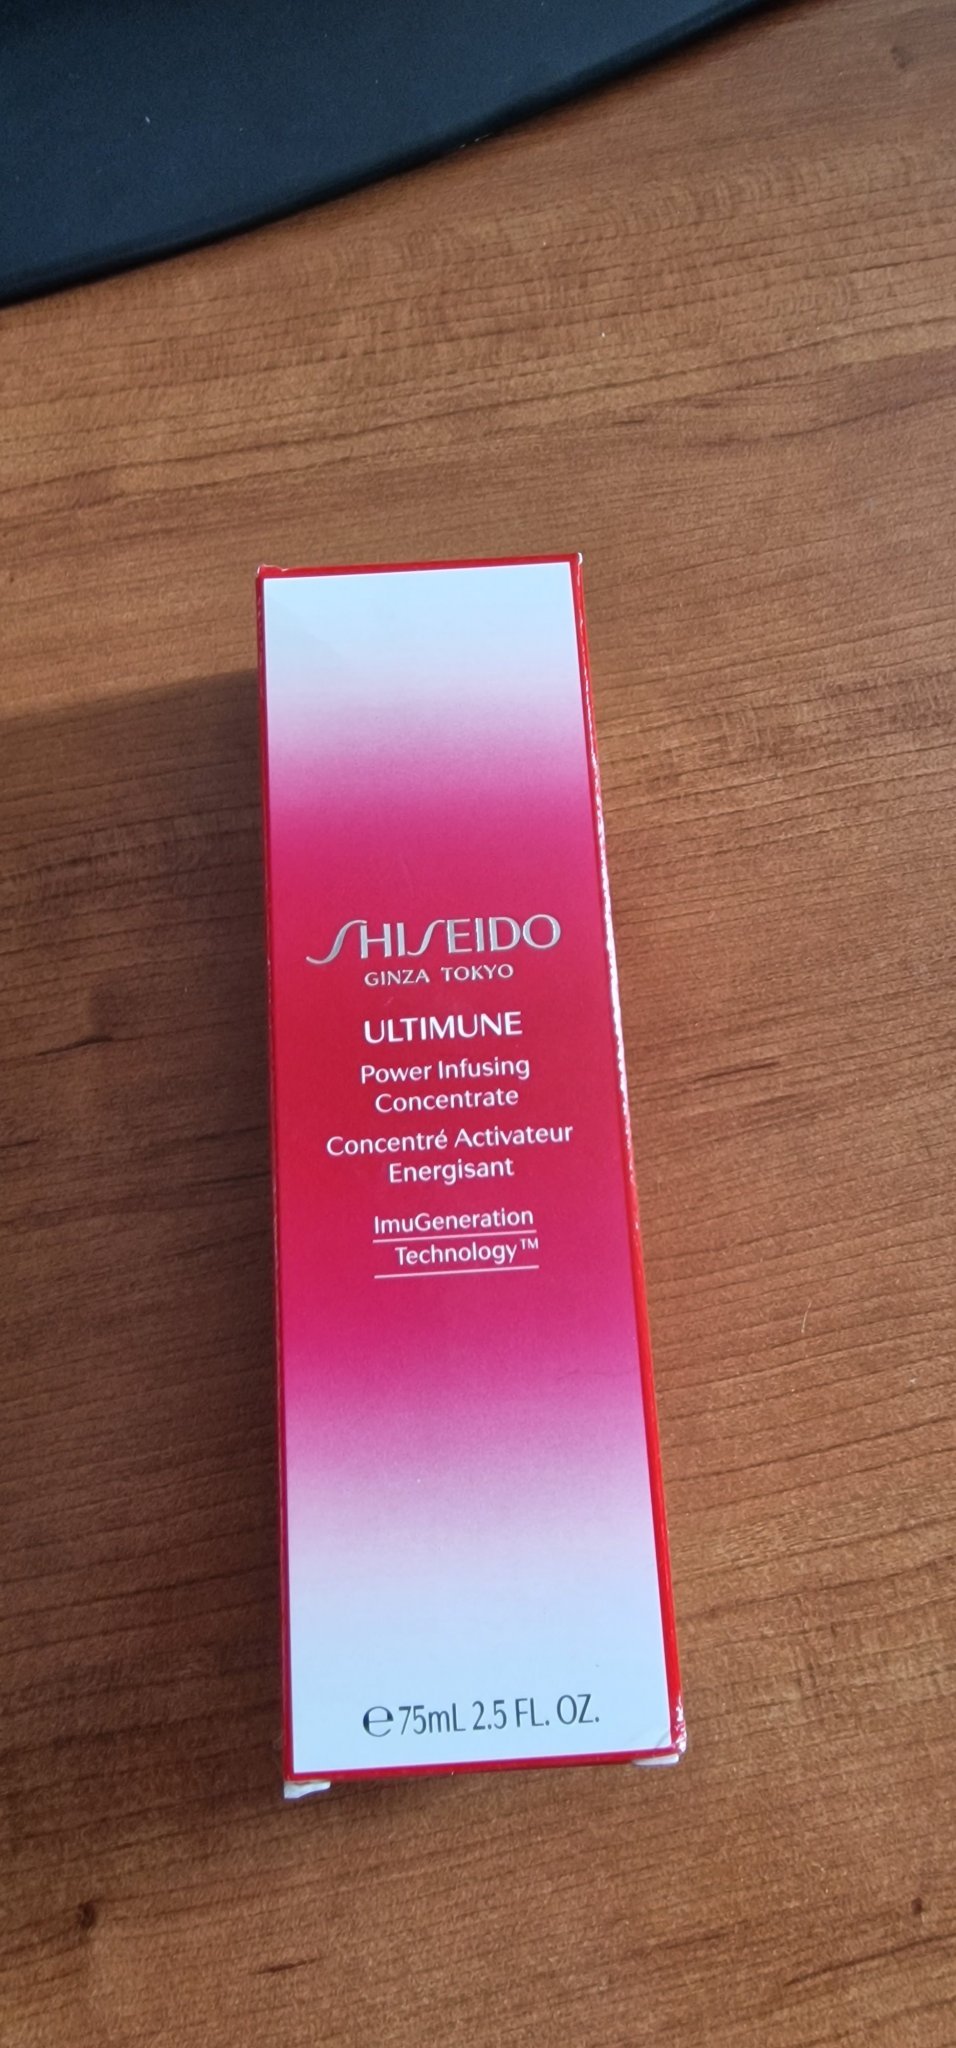 SHISEIDO
GINZA TOKYO
ULTIMUNE
Power Infusing
Concentrate
Concentré Activateur
Energisant
ImuGeneration
Technology™
℮75mL 2.5 FL. OZ.